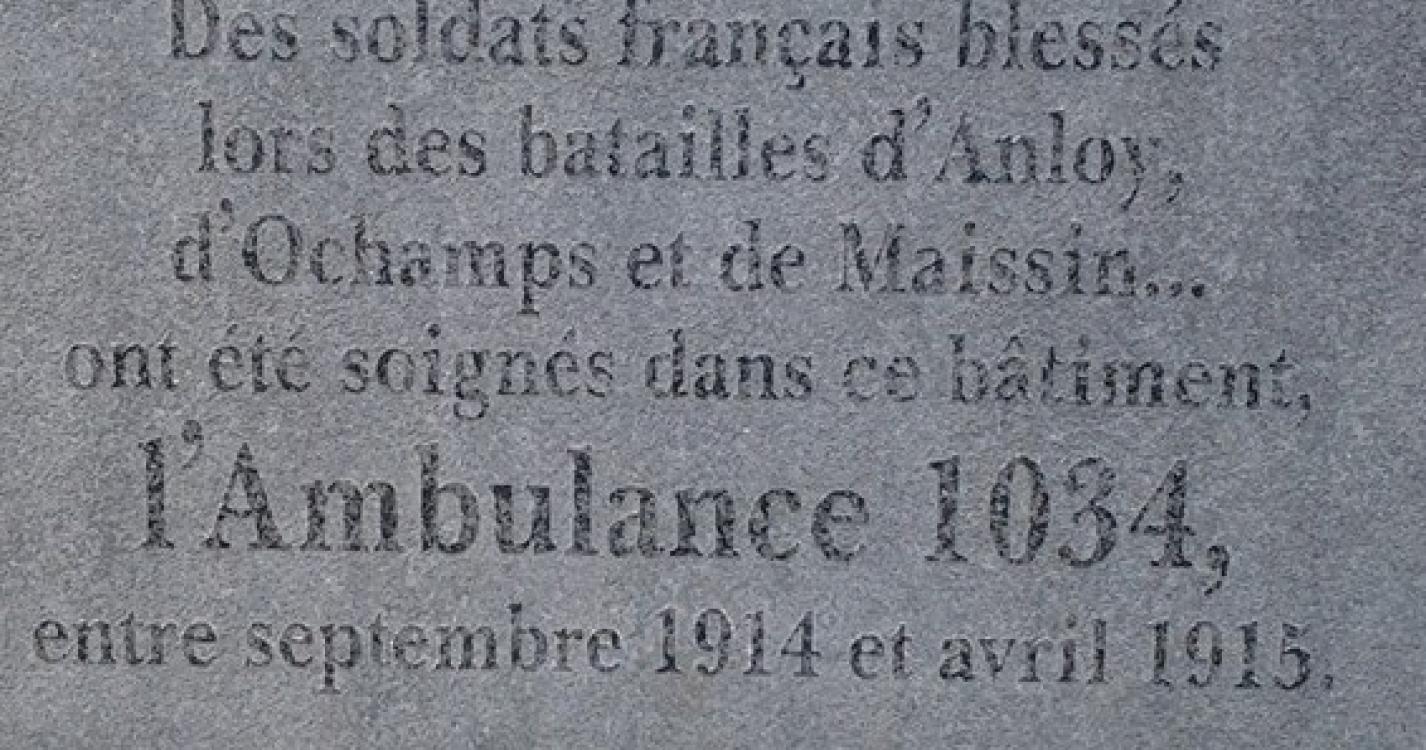 Des soldats français blessés
lors des batailles d'Anloy,
d'Ochamps et de Maissin...
ont été soignés dans ce bâtiment,
l'Ambulance 1034,
entre septembre 1914 et avril 1915.